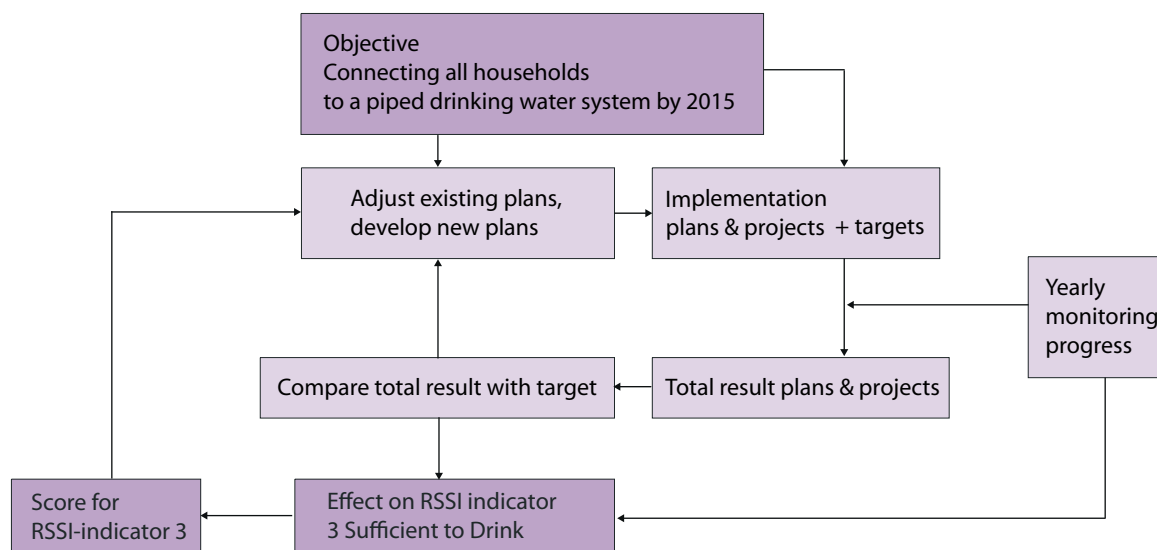 Objective
Connecting all households
to a piped drinking water system by 2015
Adjust existing plans,
develop new plans
Implementation
plans & projects + targets
Yearly
monitoring
progress
Compare total result with target
Total result plans & projects
Score for
RSSI-indicator 3
Effect on RSSI indicator
3 Sufficient to Drink